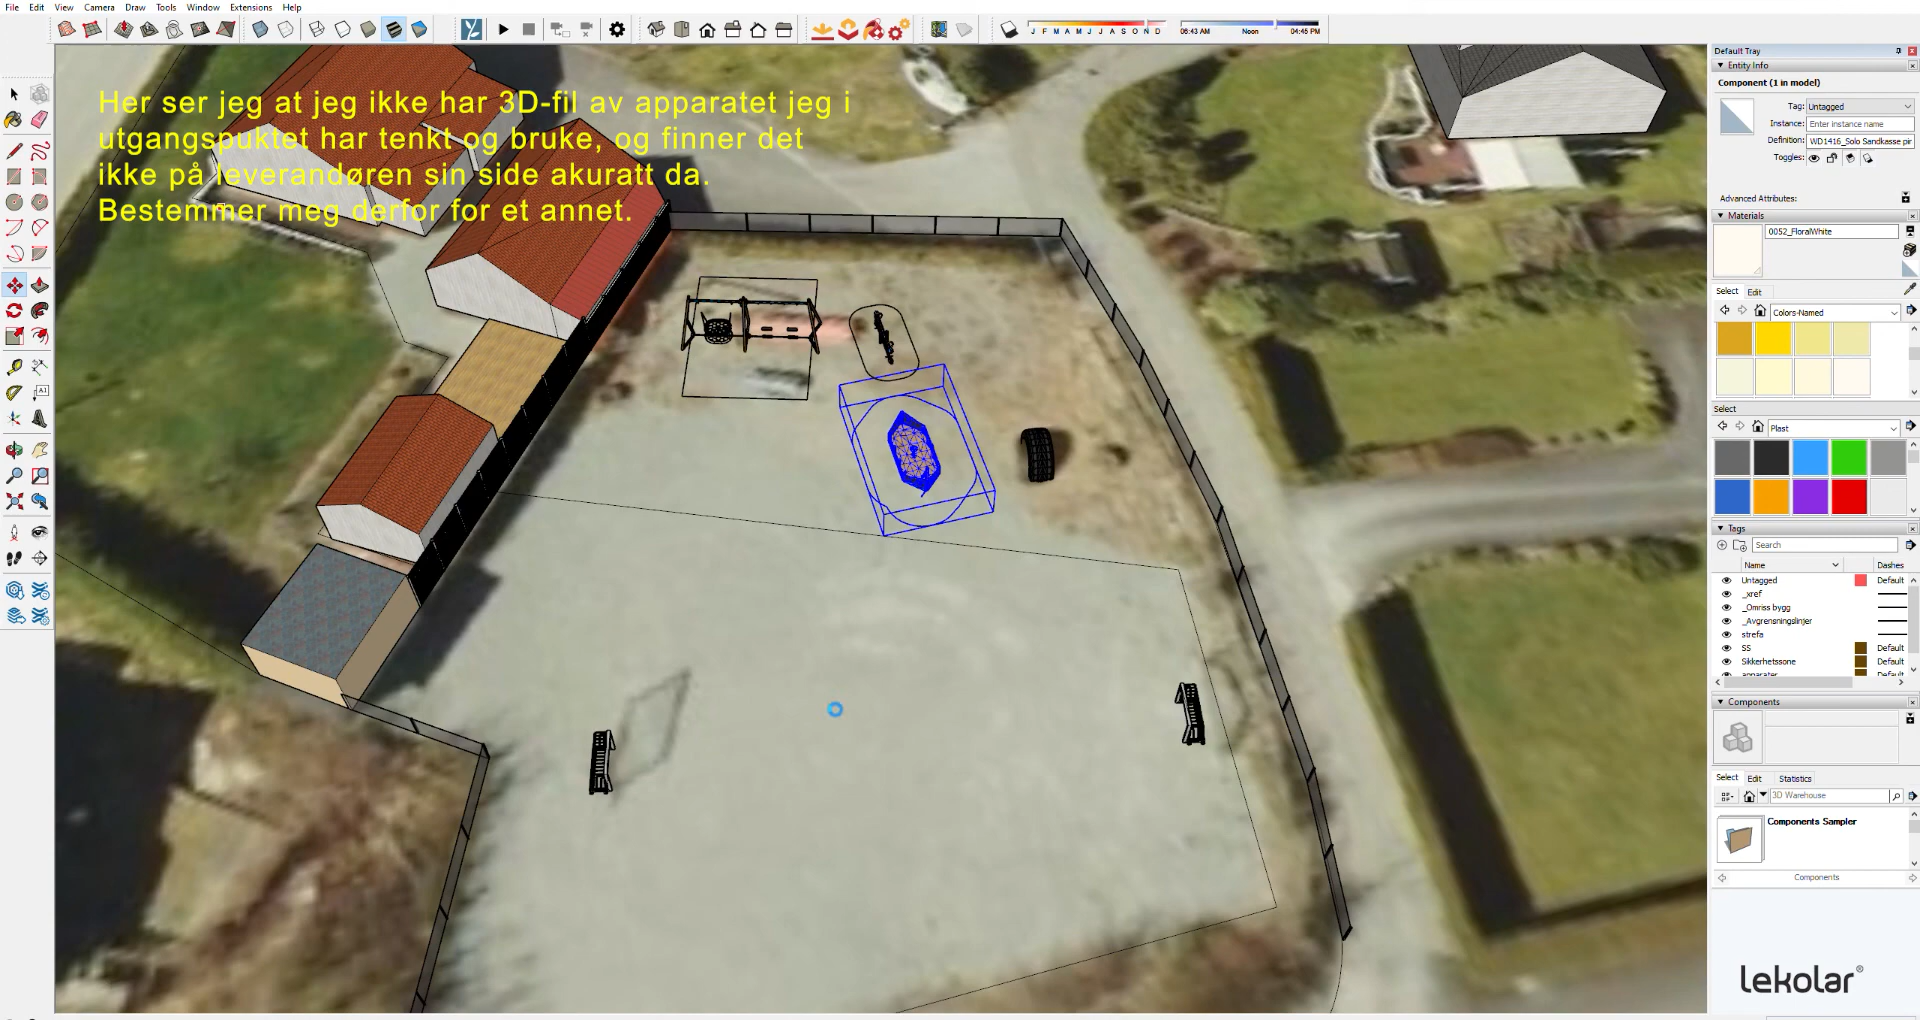 File Edit View Camera Draw Tools Window Extensions Help
J F M A M J J A S O N D
06:43 AM Noon 04:45 PM
Her ser jeg at jeg ikke har 3D-fil av apparatet jeg i
utgangspuktet har tenkt og bruke, og finner det
ikke på leverandøren sin side akuratt da.
Bestemmer meg derfor for et annet.
Default Tray
Entity Info
Component (1 in model)
Tag: Untagged
Instance: Enter instance name
Definition: WD1416_Solo Sandkasse pir
Toggles:
Advanced Attributes:
Materials
0052_FloralWhite
Select Edit
Colors-Named
Select
Plast
Tags
Search
Name Dashes
Untagged Default
_xref
_Omriss bygg
_Avgrensningslinjer
strefa
SS Default
Sikkerhetssone Default
apparater Default
Components
Select Edit Statistics
3D Warehouse
Components Sampler
Components
lekolar®